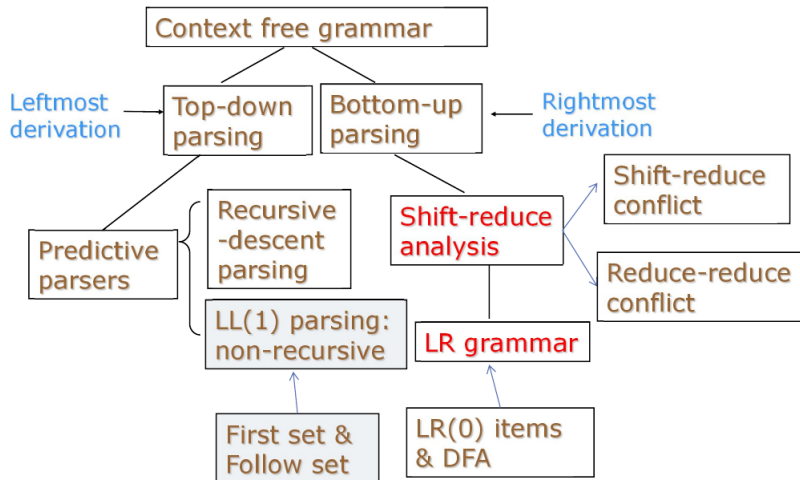 Context free grammar
Leftmost
derivation
Top-down
parsing
Bottom-up
parsing
Rightmost
derivation
Predictive
parsers
Recursive
-descent
parsing
LL(1) parsing:
non-recursive
Shift-reduce
analysis
Shift-reduce
conflict
Reduce-reduce
conflict
LR grammar
First set &
Follow set
LR(0) items
& DFA